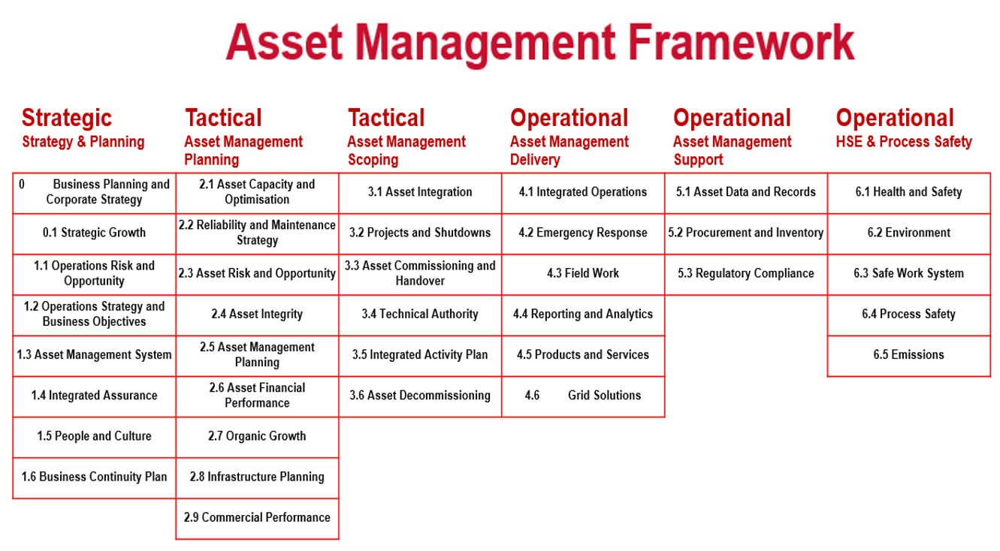 Asset Management Framework
Strategic
Strategy & Planning
Tactical
Asset Management
Planning
Tactical
Asset Management
Scoping
Operational
Asset Management
Delivery
Operational
Asset Management
Support
Operational
HSE & Process Safety
0 Business Planning and
Corporate Strategy
2.1 Asset Capacity and
Optimisation
3.1 Asset Integration
4.1 Integrated Operations
5.1 Asset Data and Records
6.1 Health and Safety
0.1 Strategic Growth
2.2 Reliability and Maintenance
Strategy
3.2 Projects and Shutdowns
4.2 Emergency Response
5.2 Procurement and Inventory
6.2 Environment
1.1 Operations Risk and
Opportunity
2.3 Asset Risk and Opportunity
3.3 Asset Commissioning and
Handover
4.3 Field Work
5.3 Regulatory Compliance
6.3 Safe Work System
1.2 Operations Strategy and
Business Objectives
2.4 Asset Integrity
3.4 Technical Authority
4.4 Reporting and Analytics
6.4 Process Safety
1.3 Asset Management System
2.5 Asset Management
Planning
3.5 Integrated Activity Plan
4.5 Products and Services
6.5 Emissions
1.4 Integrated Assurance
2.6 Asset Financial
Performance
3.6 Asset Decommissioning
4.6 Grid Solutions
1.5 People and Culture
2.7 Organic Growth
1.6 Business Continuity Plan
2.8 Infrastructure Planning
2.9 Commercial Performance